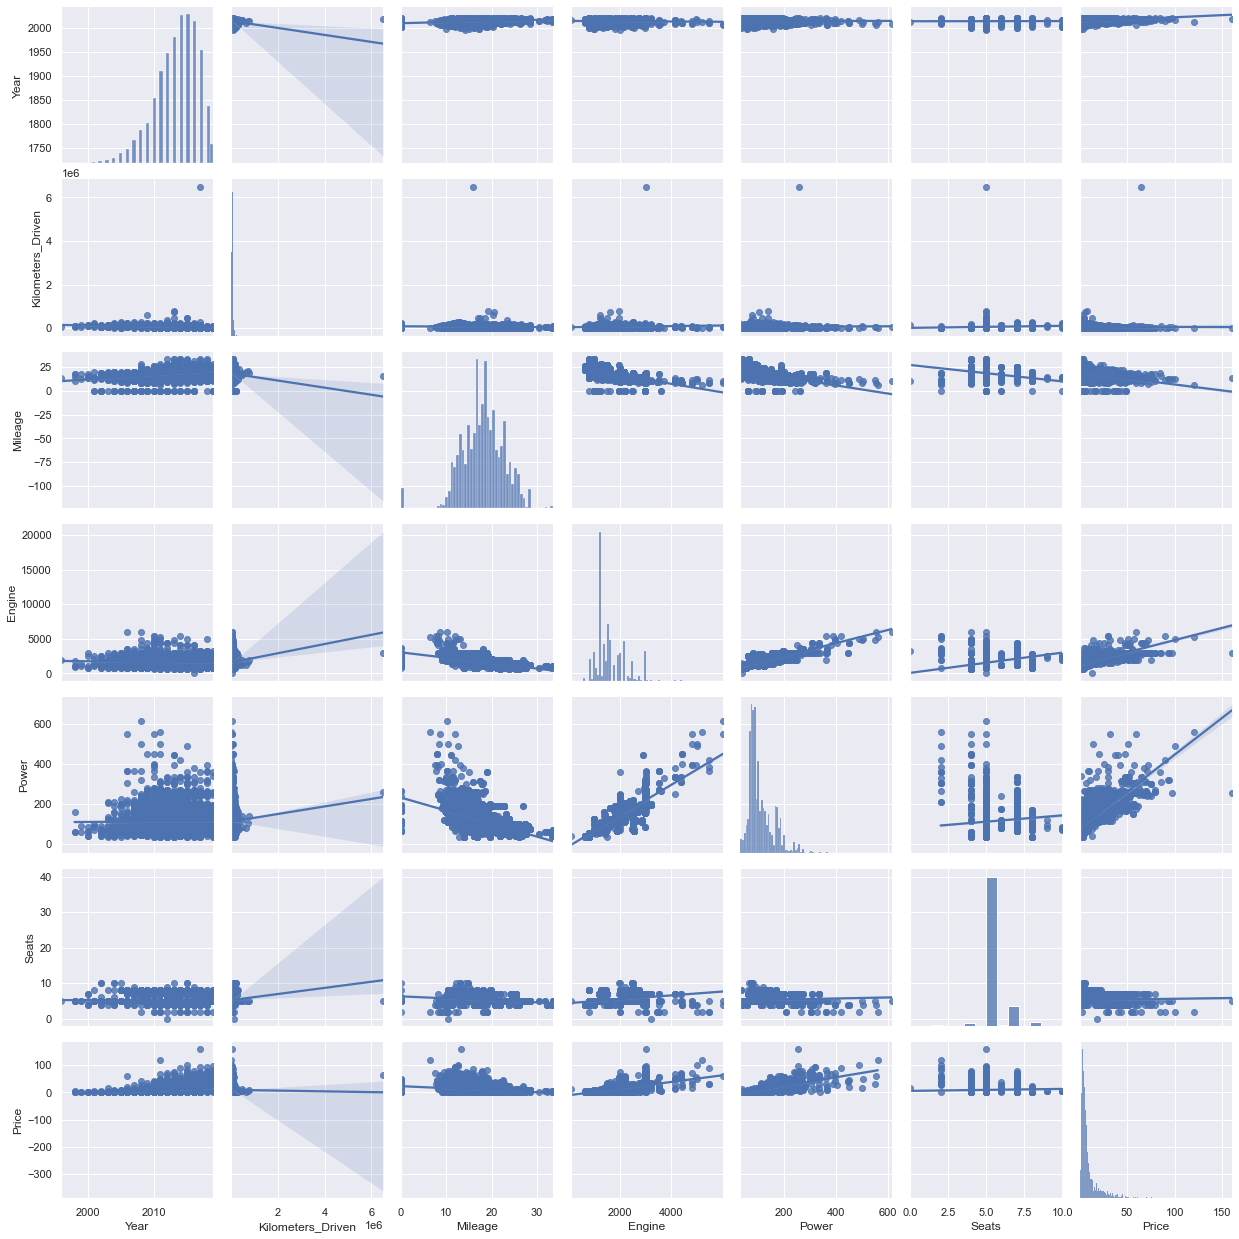 2000
1950
1900
1850
1800
1750
Year
1e6
6
4
2
0
Kilometers_Driven
25
0
−25
−50
−75
−100
Mileage
20000
15000
10000
5000
0
Engine
600
400
200
0
Power
40
30
20
10
0
Seats
100
0
−100
−200
−300
Price
2000 2010
Year
2 4 6
1e6
Kilometers_Driven
0 10 20 30
Mileage
2000 4000
Engine
200 400 600
Power
0.0 2.5 5.0 7.5 10.0
Seats
50 100 150
Price